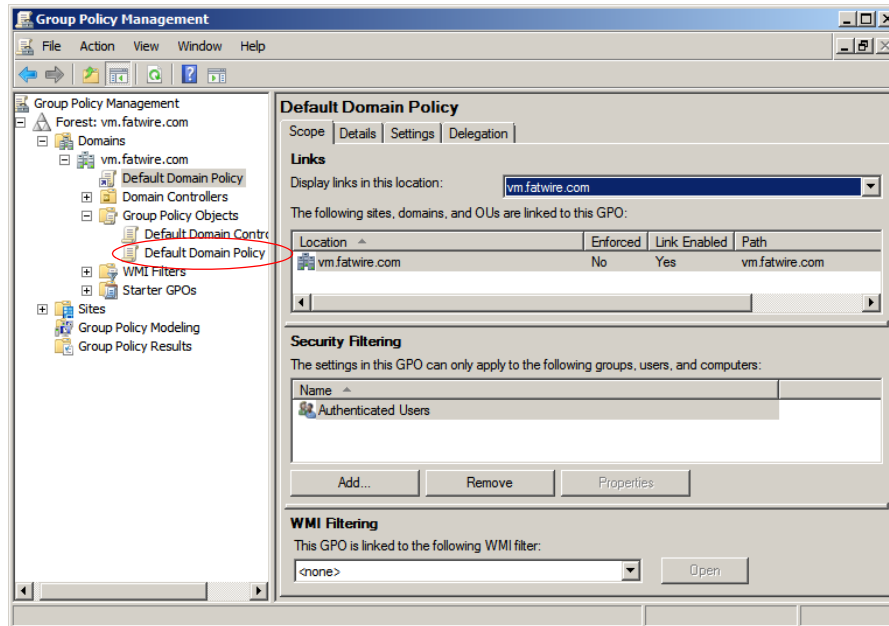 Group Policy Management
File Action View Window Help
Group Policy Management
Forest: vm.fatwire.com
Domains
vm.fatwire.com
Default Domain Policy
Domain Controllers
Group Policy Objects
Default Domain Contro
Default Domain Policy
WMI Filters
Starter GPOs
Sites
Group Policy Modeling
Group Policy Results
Default Domain Policy
Scope Details Settings Delegation
Links
Display links in this location: vm.fatwire.com
The following sites, domains, and OUs are linked to this GPO:
Location Enforced Link Enabled Path
vm.fatwire.com No Yes vm.fatwire.com
Security Filtering
The settings in this GPO can only apply to the following groups, users, and computers:
Name
Authenticated Users
Add... Remove Properties
WMI Filtering
This GPO is linked to the following WMI filter:
<none> Open